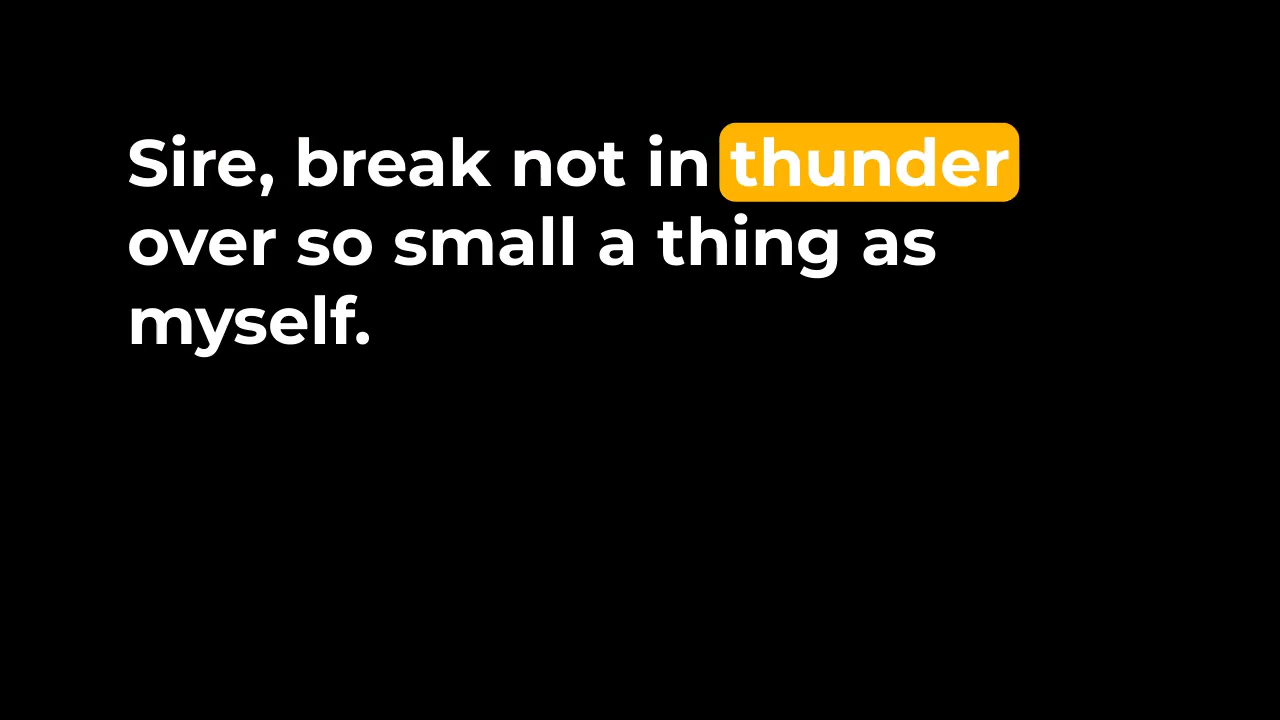 Sire, break not in thunder
over so small a thing as
myself.